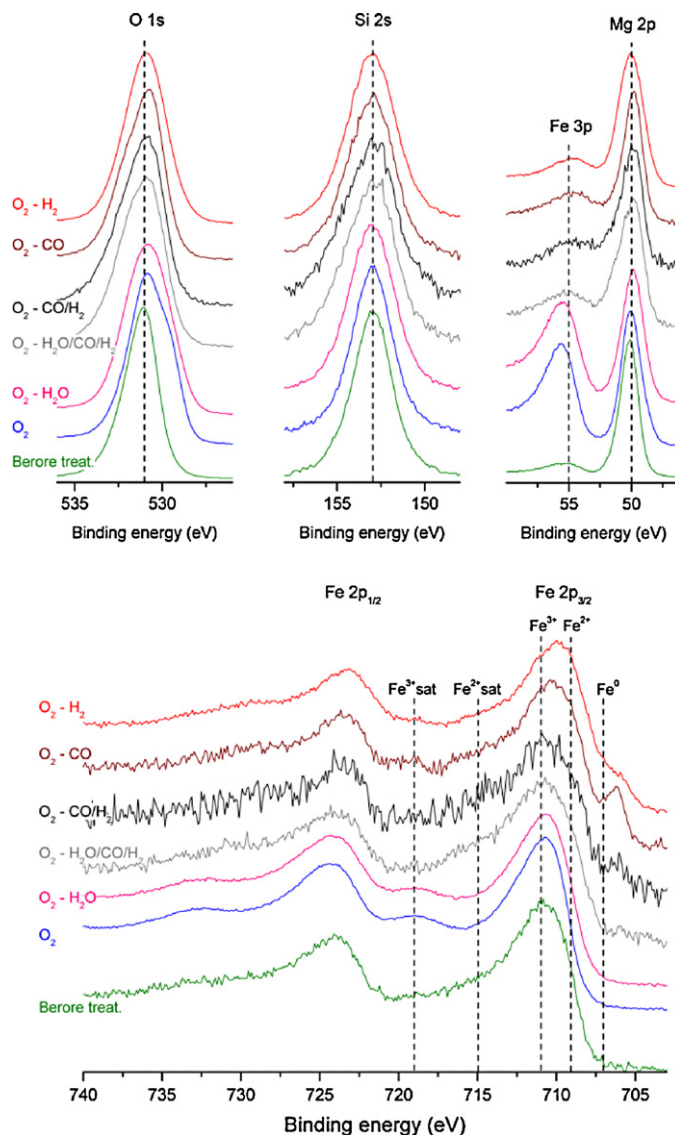 O 1s
Si 2s
Mg 2p
Fe 3p
O₂ - H₂
O₂ - CO
O₂ - CO/H₂
O₂ - H₂O/CO/H₂
O₂ - H₂O
O₂
Berore treat.
535 530
155 150
55 50
Binding energy (eV)
Binding energy (eV)
Binding energy (eV)
Fe 2p₁/₂
Fe 2p₃/₂
Fe³⁺
Fe²⁺
Fe³⁺sat
Fe²⁺sat
Fe⁰
O₂ - H₂
O₂ - CO
O₂ - CO/H₂
O₂ - H₂O/CO/H
O₂ - H₂O
O₂
Berore treat.
740 735 730 725 720 715 710 705
Binding energy (eV)